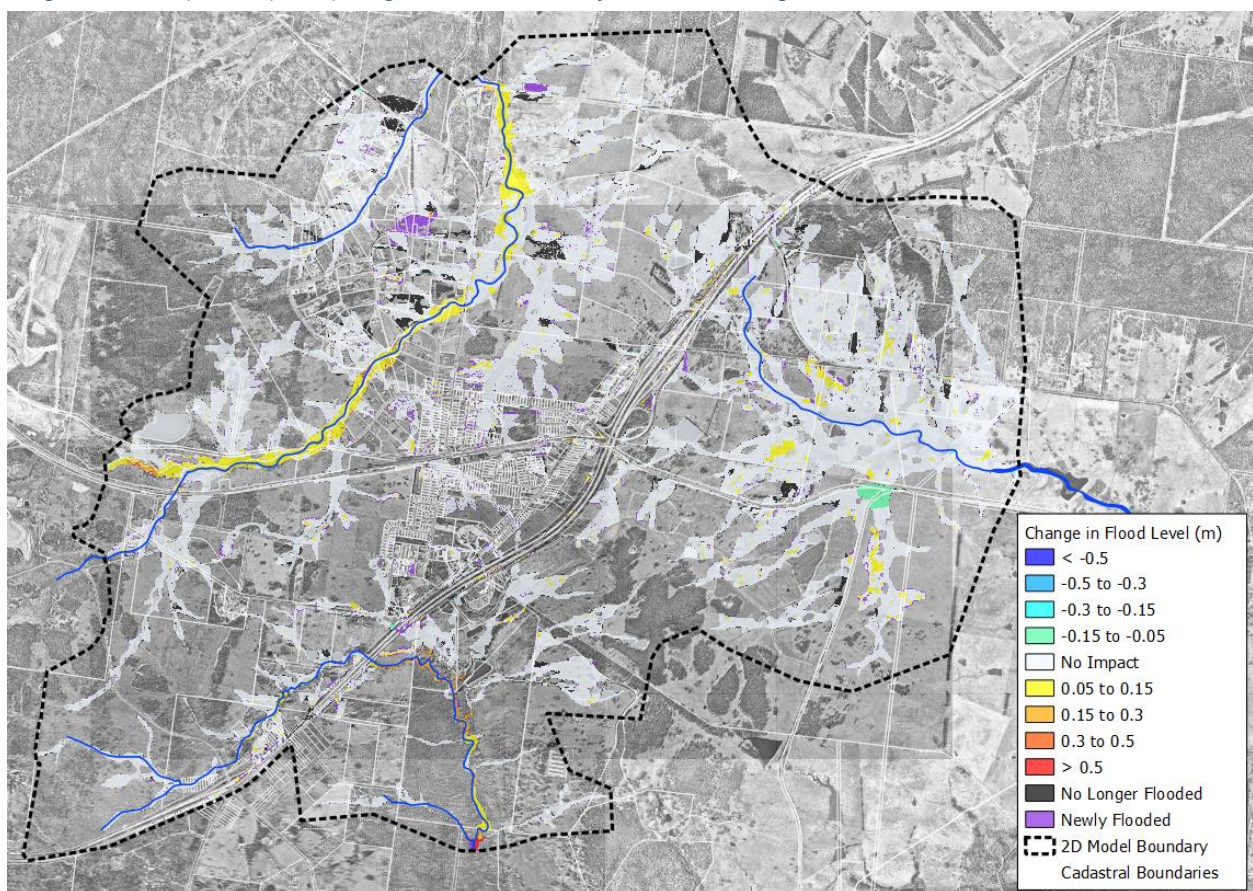 Change in Flood Level (m)
< -0.5
-0.5 to -0.3
-0.3 to -0.15
-0.15 to -0.05
No Impact
0.05 to 0.15
0.15 to 0.3
0.3 to 0.5
> 0.5
No Longer Flooded
Newly Flooded
2D Model Boundary
Cadastral Boundaries